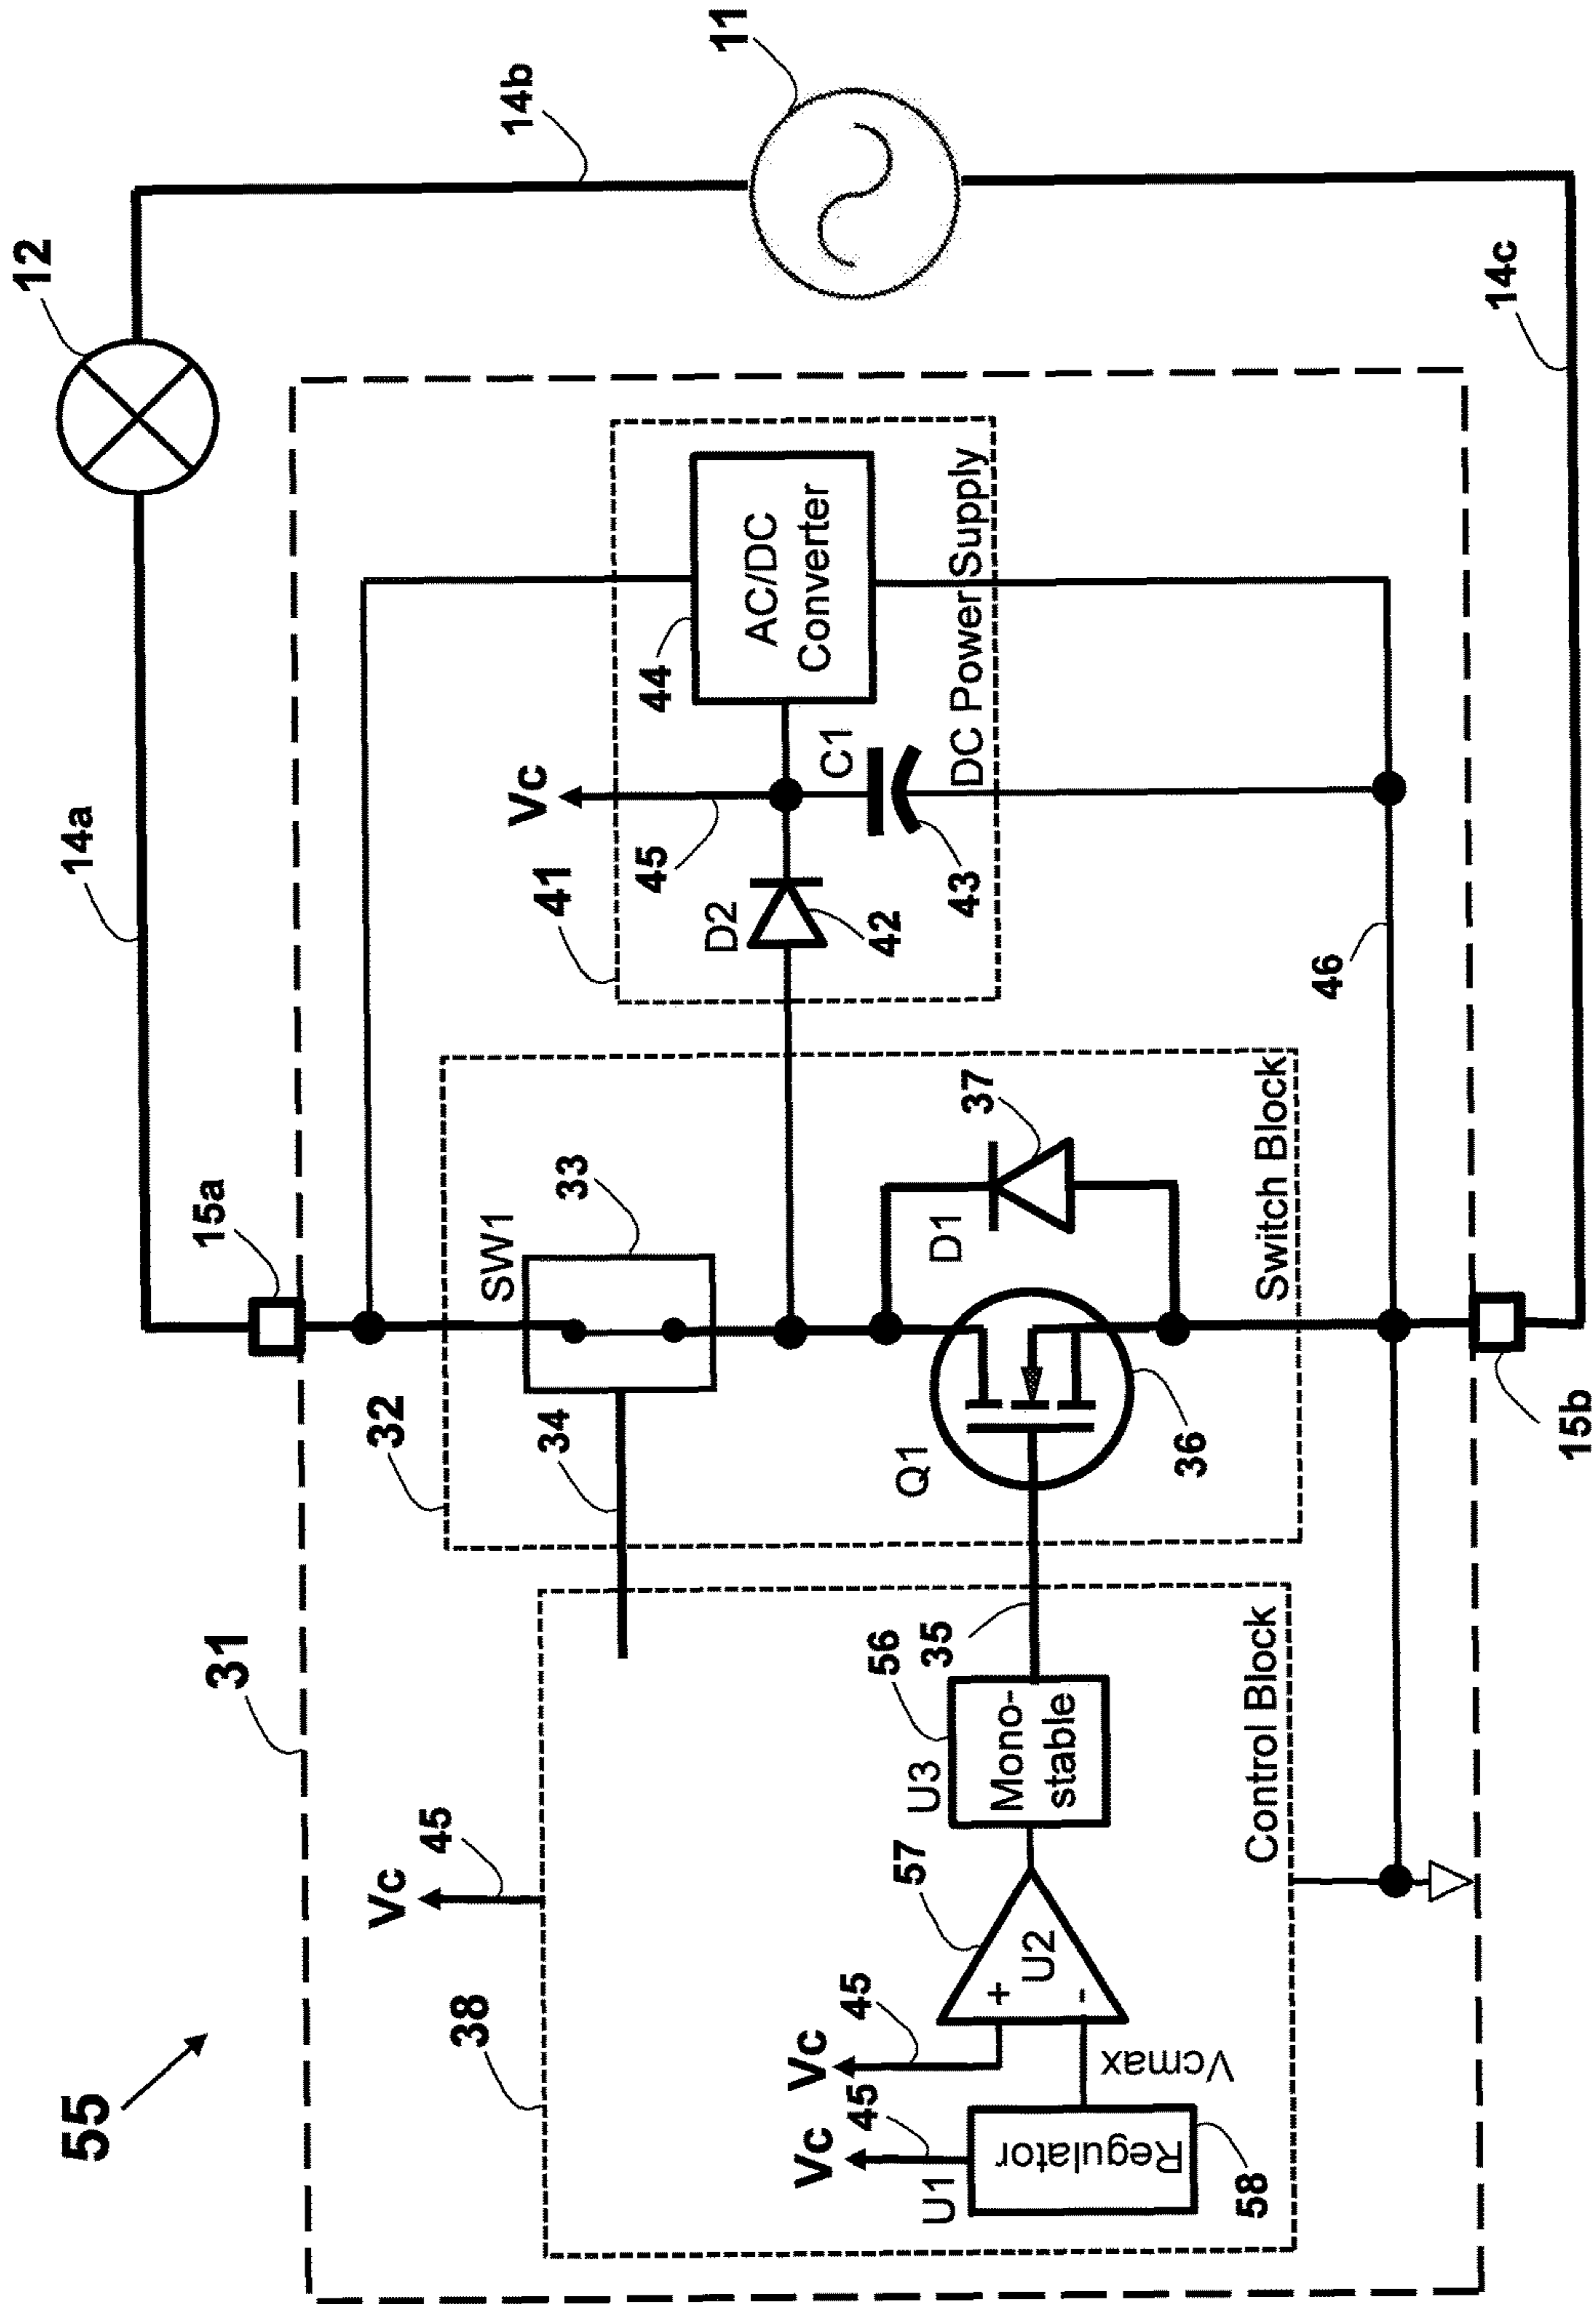 55
31
38
Vc
45
Vc
45
Vc
45
U1
Regulator
58
Vcmax
+
-
U2
57
U3
Mono-
stable
56
35
Control Block
32
34
SW1
33
Q1
36
D1
37
Switch Block
15a
15b
14a
41
45
Vc
D2
42
43
C1
44
AC/DC
Converter
DC Power Supply
46
12
14b
11
14c